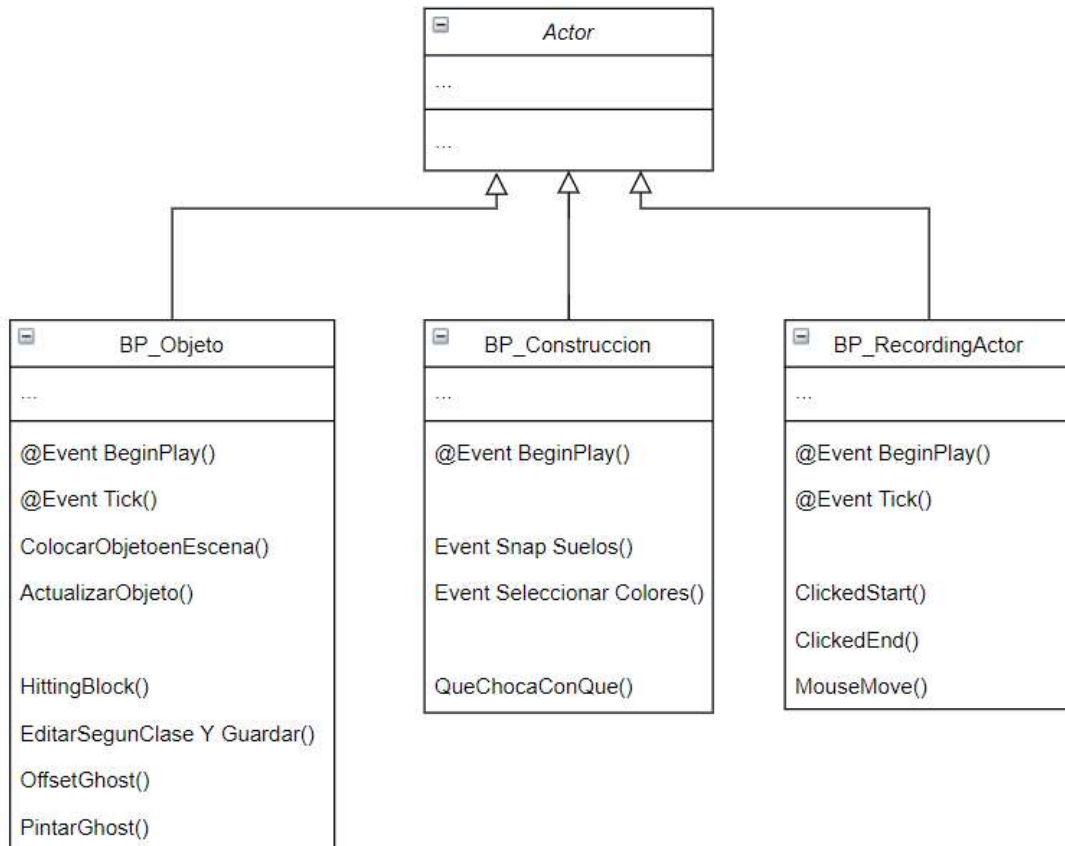 Actor
...
...
BP_Objeto
...
@Event BeginPlay()
@Event Tick()
ColocarObjetoenEscena()
ActualizarObjeto()
HittingBlock()
EditarSegunClase Y Guardar()
OffsetGhost()
PintarGhost()
BP_Construccion
...
@Event BeginPlay()
Event Snap Suelos()
Event Seleccionar Colores()
QueChocaConQue()
BP_RecordingActor
...
@Event BeginPlay()
@Event Tick()
ClickedStart()
ClickedEnd()
MouseMove()